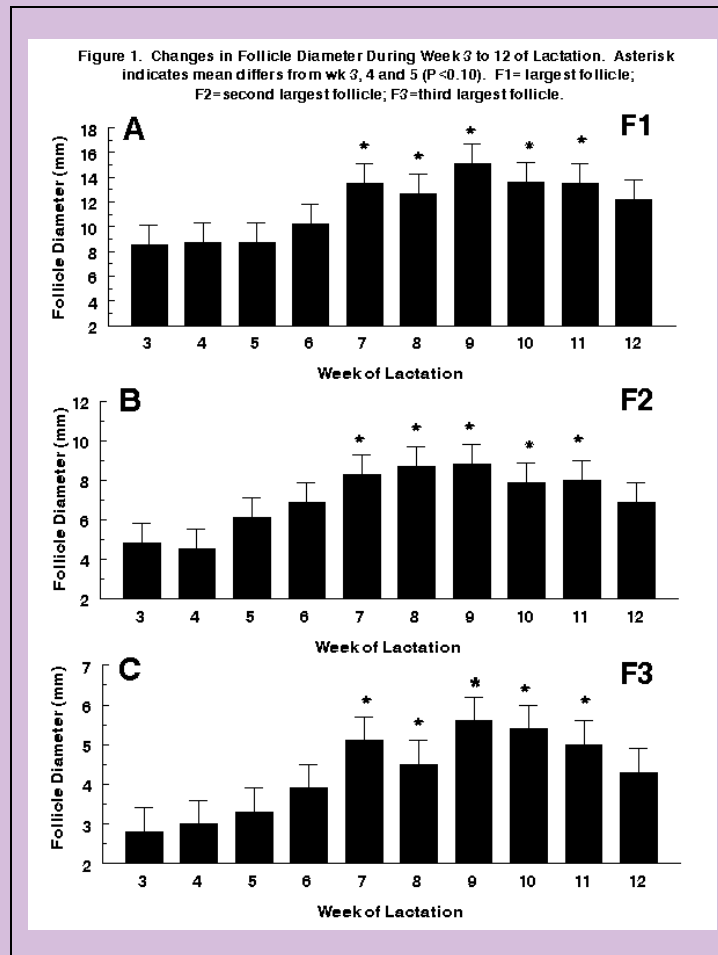 Figure 1. Changes in Follicle Diameter During Week 3 to 12 of Lactation. Asterisk
indicates mean differs from wk 3, 4 and 5 (P<0.10). F1= largest follicle;
F2=second largest follicle; F3=third largest follicle.
A F1
Follicle Diameter (mm)
18
16
14
12
10
8
6
4
2
* * * * *
3 4 5 6 7 8 9 10 11 12
Week of Lactation
B F2
Follicle Diameter (mm)
12
10
8
6
4
2
* * * * *
3 4 5 6 7 8 9 10 11 12
Week of Lactation
C F3
Follicle Diameter (mm)
7
6
5
4
3
2
* * * * *
3 4 5 6 7 8 9 10 11 12
Week of Lactation